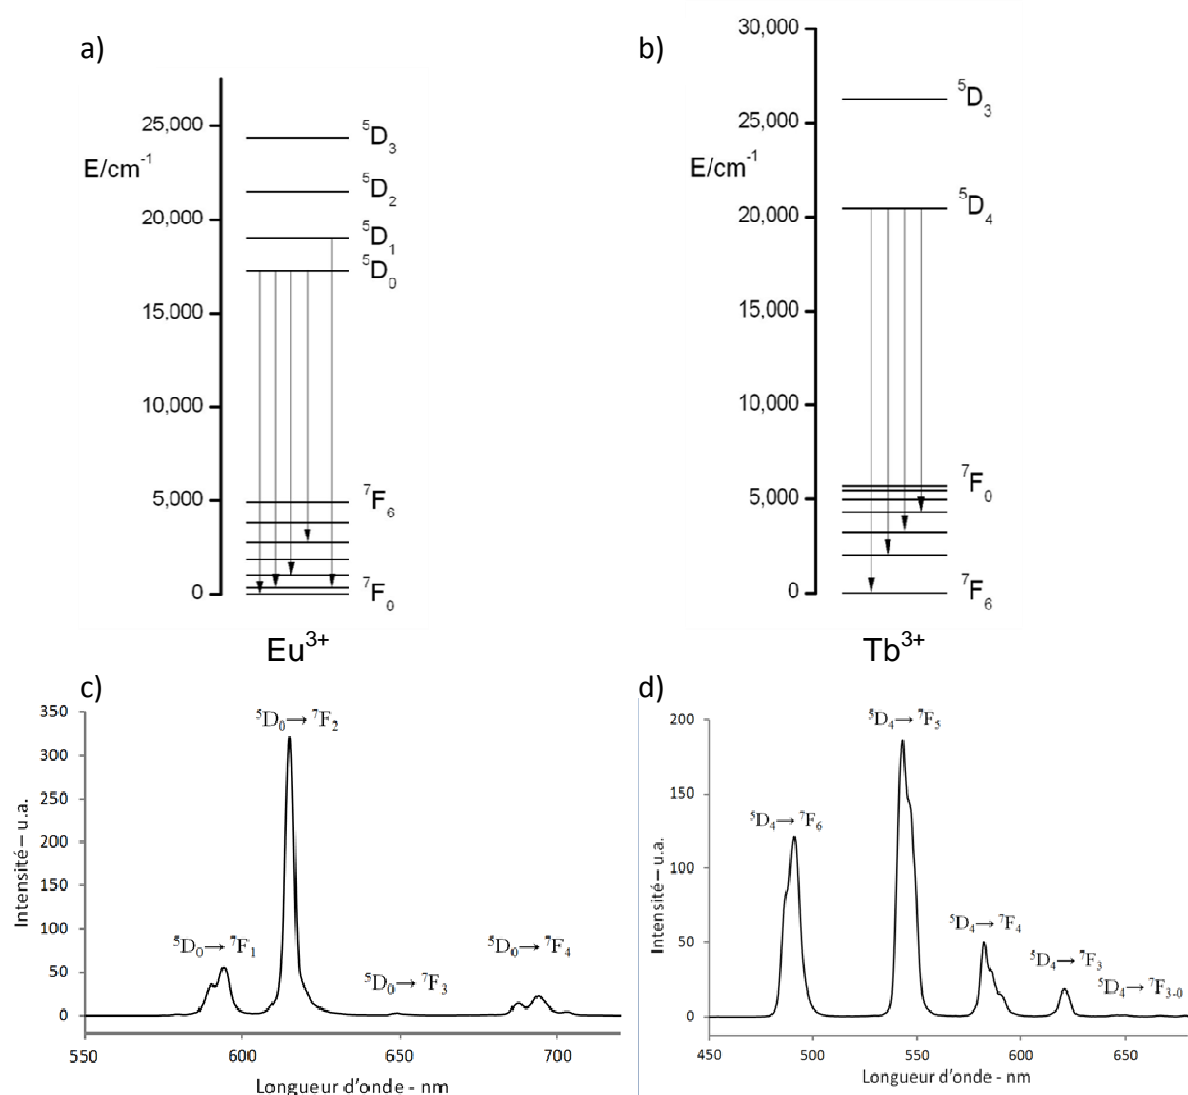 a)
25,000
E/cm⁻¹
20,000
15,000
10,000
5,000
0
⁵D₃
⁵D₂
⁵D₁
⁵D₀
⁷F₆
⁷F₀
Eu³⁺
b)
30,000
25,000
E/cm⁻¹
20,000
15,000
10,000
5,000
0
⁵D₃
⁵D₄
⁷F₀
⁷F₆
Tb³⁺
c)
350
300
250
200
150
100
50
0
Intensité – u.a.
⁵D₀→ ⁷F₁
⁵D₀→ ⁷F₂
⁵D₀→ ⁷F₃
⁵D₀→ ⁷F₄
550
600
650
700
Longueur d'onde - nm
d)
200
150
100
50
0
Intensité – u.a.
⁵D₄→ ⁷F₆
⁵D₄→ ⁷F₅
⁵D₄→ ⁷F₄
⁵D₄→ ⁷F₃
⁵D₄→ ⁷F₃₋₀
450
500
550
600
650
Longueur d'onde - nm